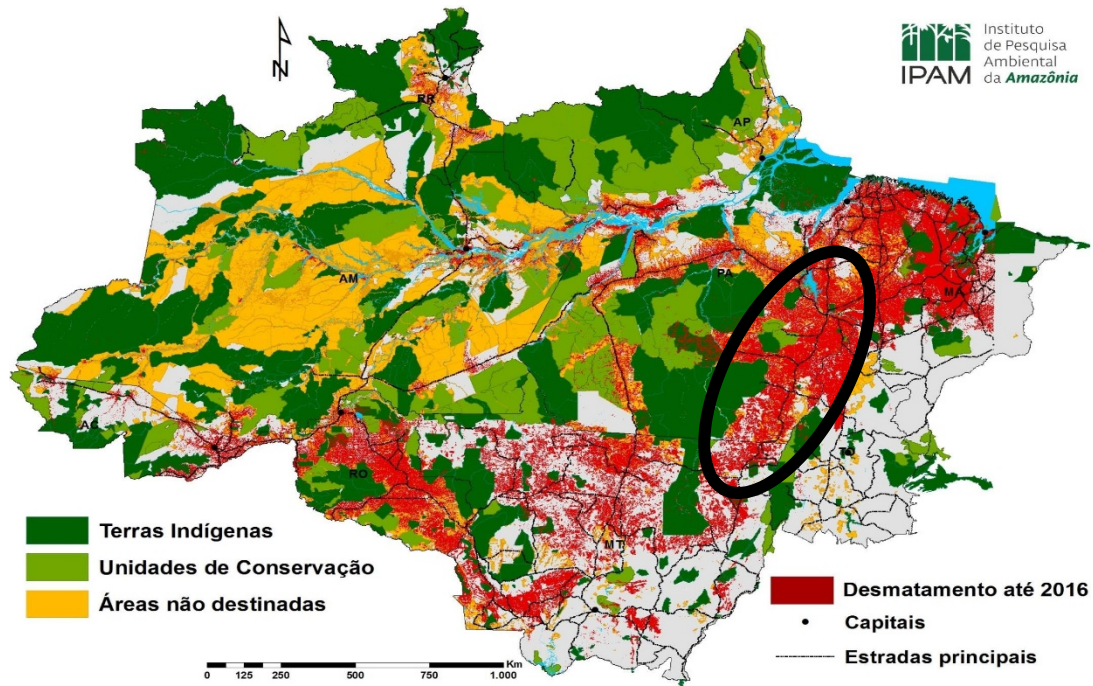 Instituto
de Pesquisa
Ambiental
da Amazônia
IPAM
N
RR
AP
AM
PA
MA
AC
RO
TO
MT
Terras Indígenas
Unidades de Conservação
Áreas não destinadas
Desmatamento até 2016
Capitais
Estradas principais
Km
0 125 250 500 750 1.000